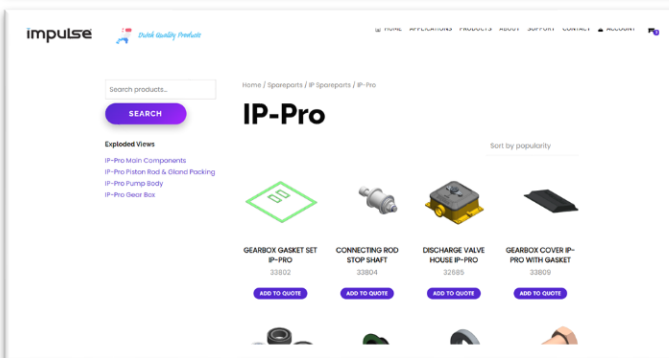 impulse
Dutch Quality Products
HOME APPLICATIONS PRODUCTS ABOUT SUPPORT CONTACT ACCOUNT
Search products...
SEARCH
Exploded Views
IP-Pro Main Components
IP-Pro Piston Rod & Gland Packing
IP-Pro Pump Body
IP-Pro Gear Box
Home / Spareparts / IP Spareparts / IP-Pro
IP-Pro
Sort by popularity
GEARBOX GASKET SET
IP-PRO
33802
ADD TO QUOTE
CONNECTING ROD
STOP SHAFT
33804
ADD TO QUOTE
DISCHARGE VALVE
HOUSE IP-PRO
32685
ADD TO QUOTE
GEARBOX COVER IP-
PRO WITH GASKET
33809
ADD TO QUOTE